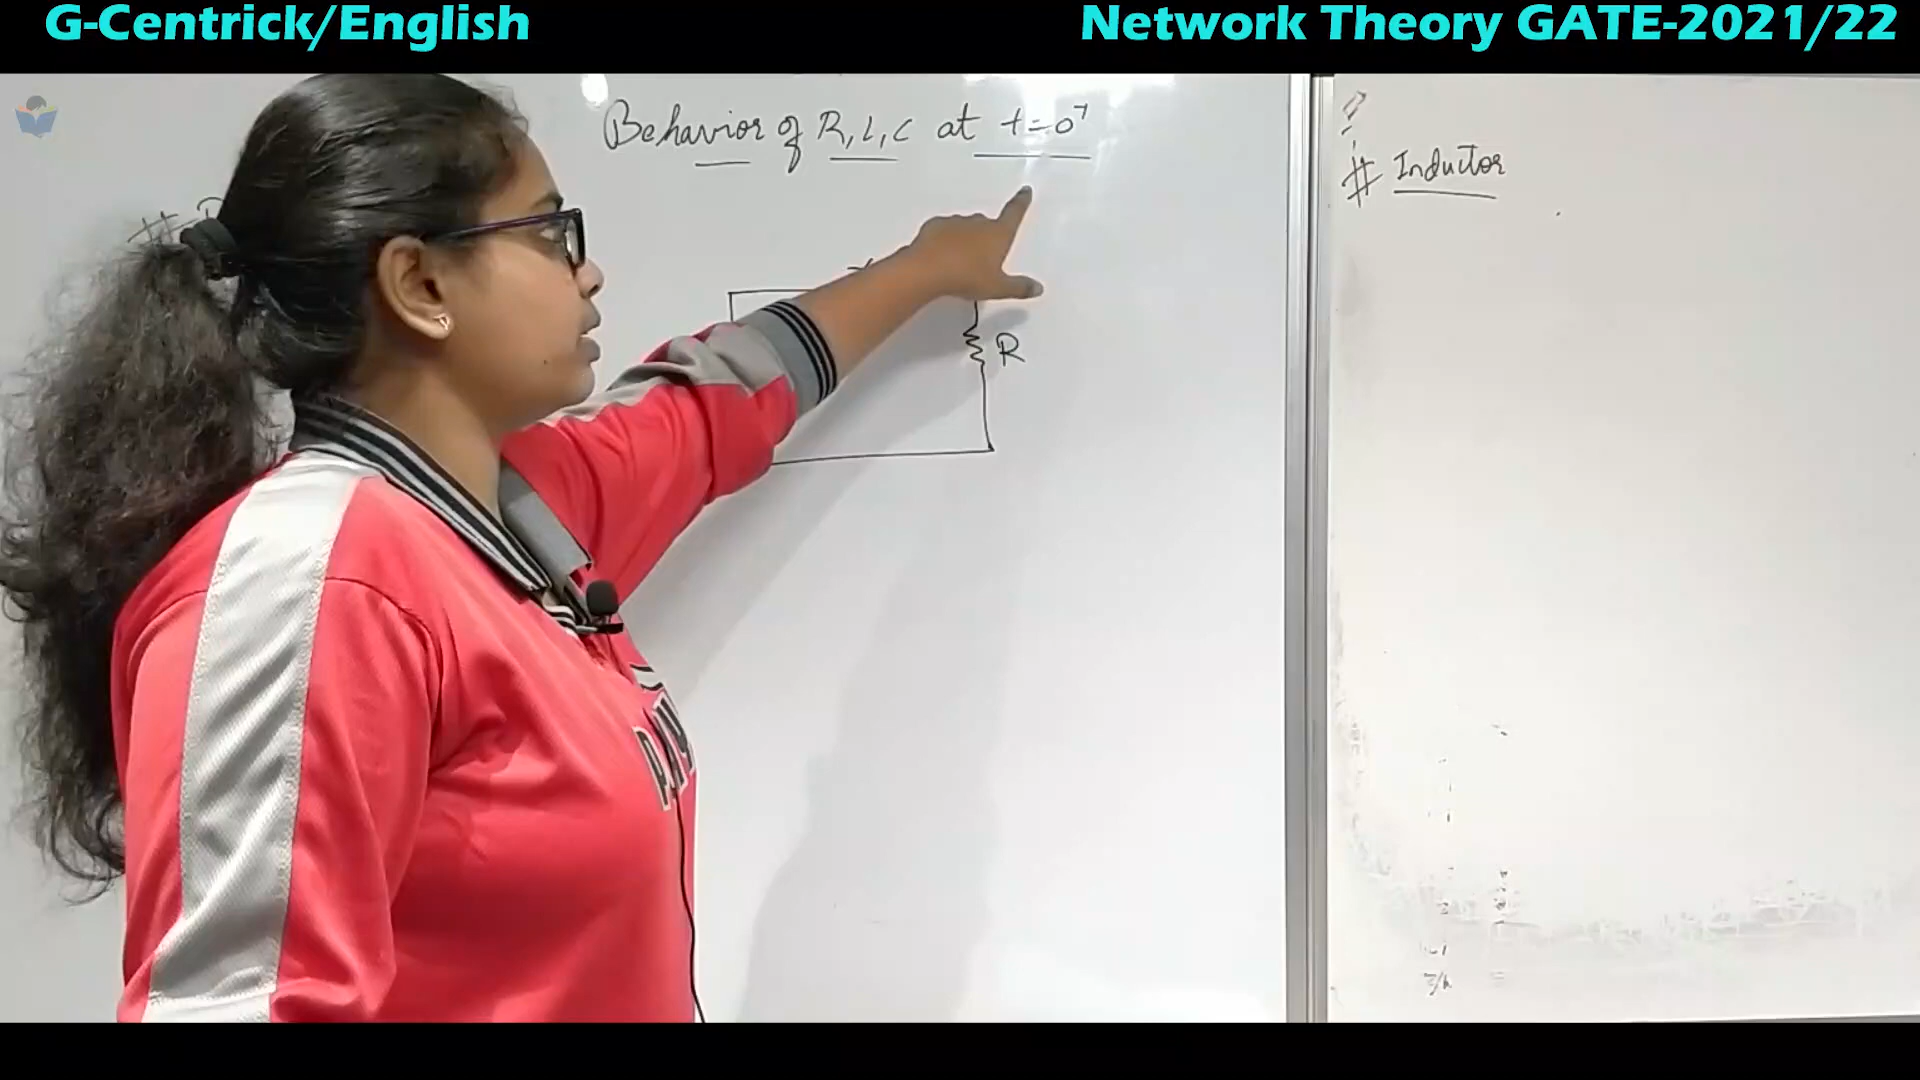 G-Centrick/English
Network Theory GATE-2021/22
Behavior of R, L, C at t=0⁺
# Inductor
R